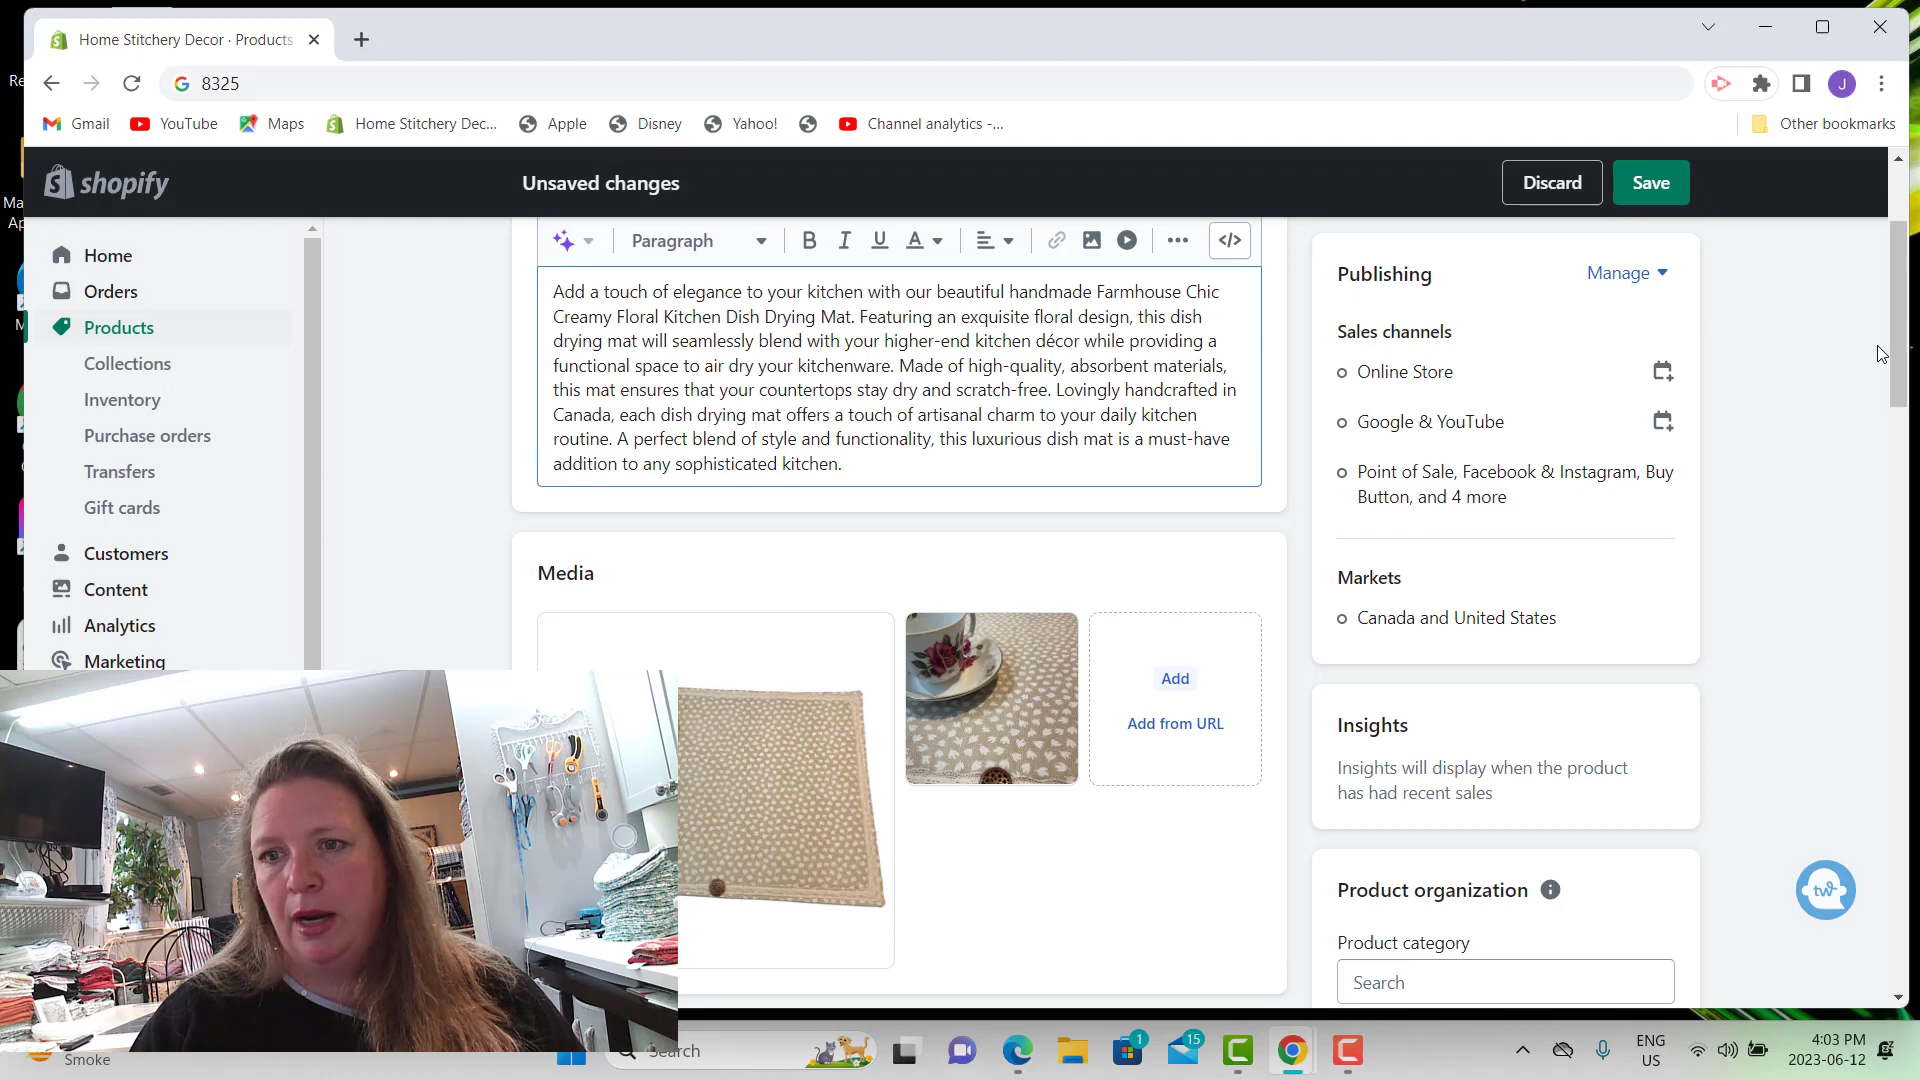 Home Stitchery Decor · Products
8325
Gmail YouTube Maps Home Stitchery Dec... Apple Disney Yahoo! Channel analytics -... Other bookmarks
shopify Unsaved changes Discard Save
Home
Orders
Products
Collections
Inventory
Purchase orders
Transfers
Gift cards
Customers
Content
Analytics
Marketing
Paragraph B I U A
Add a touch of elegance to your kitchen with our beautiful handmade Farmhouse Chic
Creamy Floral Kitchen Dish Drying Mat. Featuring an exquisite floral design, this dish
drying mat will seamlessly blend with your higher-end kitchen décor while providing a
functional space to air dry your kitchenware. Made of high-quality, absorbent materials,
this mat ensures that your countertops stay dry and scratch-free. Lovingly handcrafted in
Canada, each dish drying mat offers a touch of artisanal charm to your daily kitchen
routine. A perfect blend of style and functionality, this luxurious dish mat is a must-have
addition to any sophisticated kitchen.
Media
Add
Add from URL
Publishing Manage
Sales channels
Online Store
Google & YouTube
Point of Sale, Facebook & Instagram, Buy
Button, and 4 more
Markets
Canada and United States
Insights
Insights will display when the product
has had recent sales
Product organization
Product category
Search
Smoke
Search
1
15
ENG
US
4:03 PM
2023-06-12